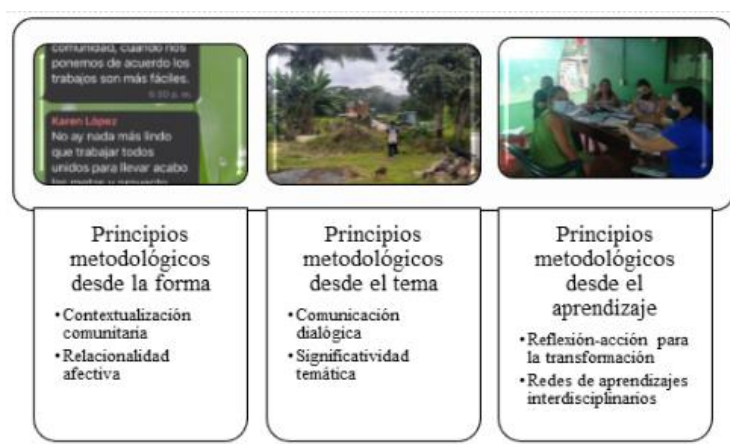 comunidad, cuando nos
ponemos de acuerdo los
trabajos son más fáciles.
Karen López
No ay nada más lindo
que trabajar todos
unidos para llevar acabo
Principios
metodológicos
desde la forma
•Contextualización
comunitaria
•Relacionalidad
afectiva
Principios
metodológicos
desde el tema
•Comunicación
dialógica
•Significatividad
temática
Principios
metodológicos
desde el
aprendizaje
•Reflexión-acción para
la transformación
•Redes de aprendizajes
interdisciplinarios